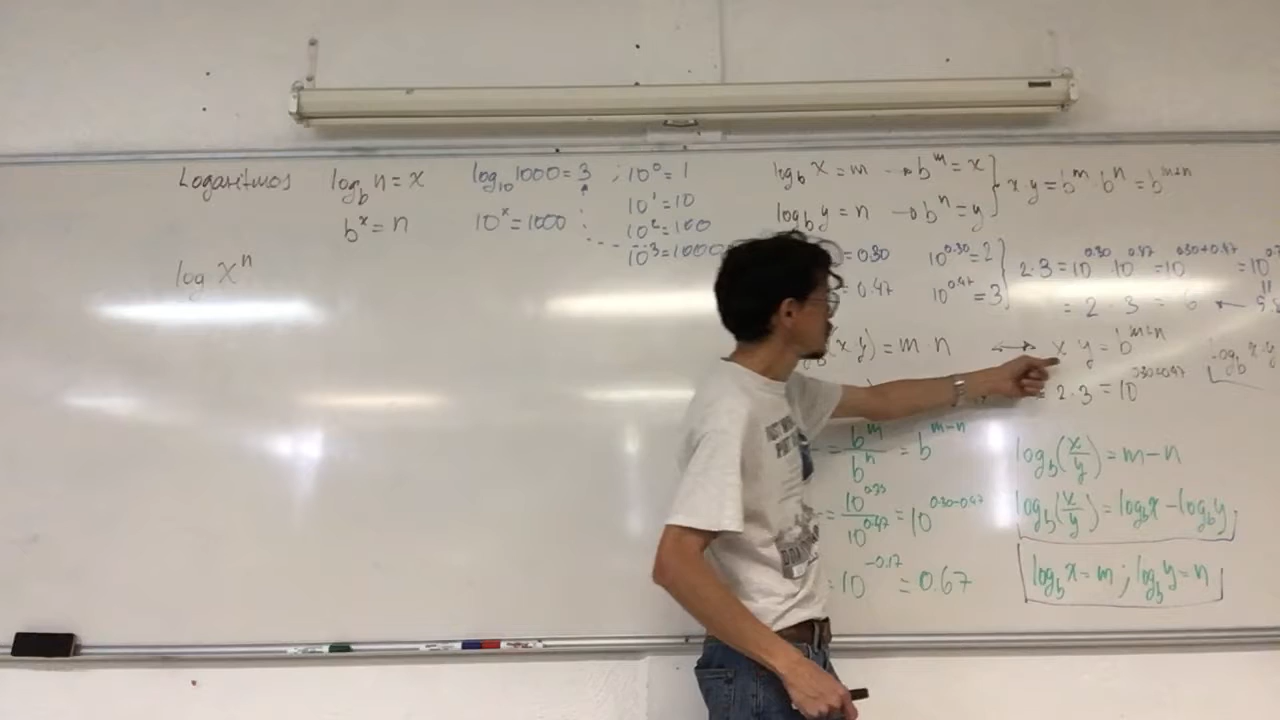 Logaritmos
log_b n = x
b^x = n
log x^n
log_10 1000 = 3 ; 10^0 = 1
10^x = 1000
10^1 = 10
10^2 = 100
10^3 = 1000
log_b x = m → b^m = x
log_b y = n → b^n = y
x·y = b^m·b^n = b^{m+n}
= 0.30 10^{0.30} = 2
= 0.47 10^{0.47} = 3
2·3 = 10^{0.30} 10^{0.47} = 10^{0.30+0.47} = 10
= 2 · 3 = 6 ←
(x·y) = m·n ↔ x·y = b^{m+n}
log_b x·y
= 2·3 = 10^{0.30+0.47}
= b^m/b^n = b^{m-n}
= 10^{0.30}/10^{0.47} = 10^{0.30-0.47}
= 10^{-0.17} = 0.67
log_b(x/y) = m-n
log_b(x/y) = log_b x - log_b y
log_b x = m ; log_b y = n